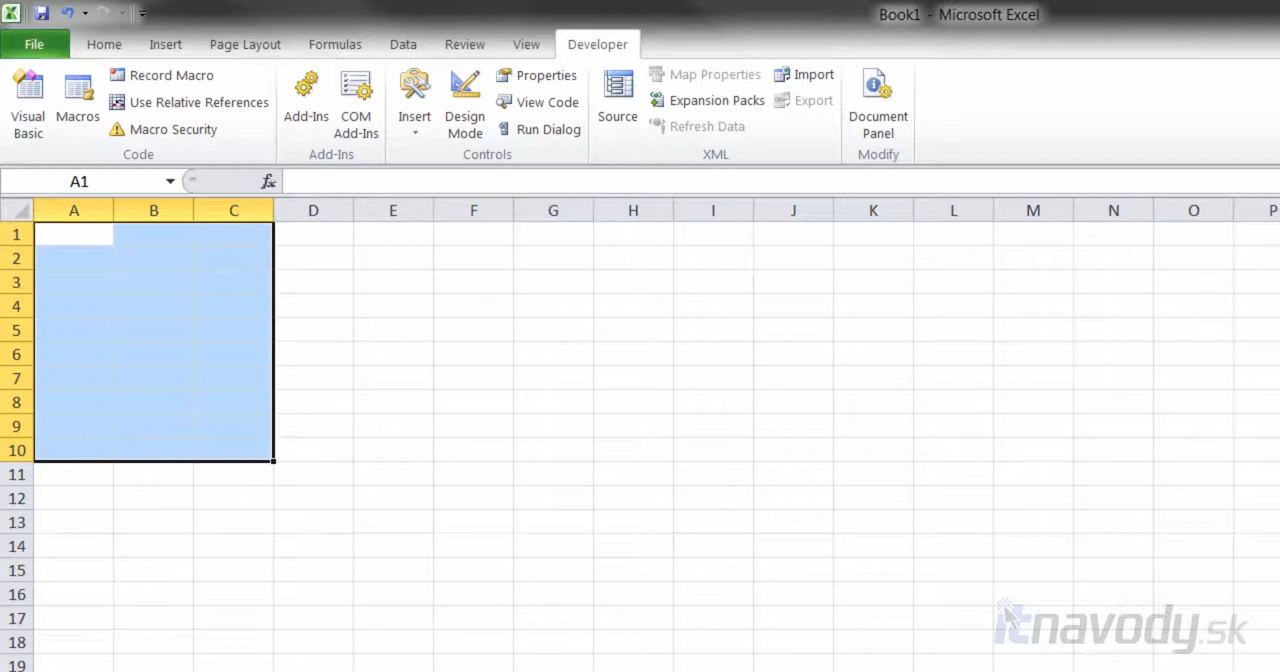 Book1 - Microsoft Excel
File Home Insert Page Layout Formulas Data Review View Developer
Visual Basic
Macros
Record Macro
Use Relative References
Macro Security
Code
Add-Ins
COM Add-Ins
Add-Ins
Insert
Design Mode
Properties
View Code
Run Dialog
Controls
Source
Map Properties
Expansion Packs
Refresh Data
Import
Export
XML
Document Panel
Modify
A1 fx
A B C D E F G H I J K L M N O P
1
2
3
4
5
6
7
8
9
10
11
12
13
14
15
16
17
18
19
itnavody.sk